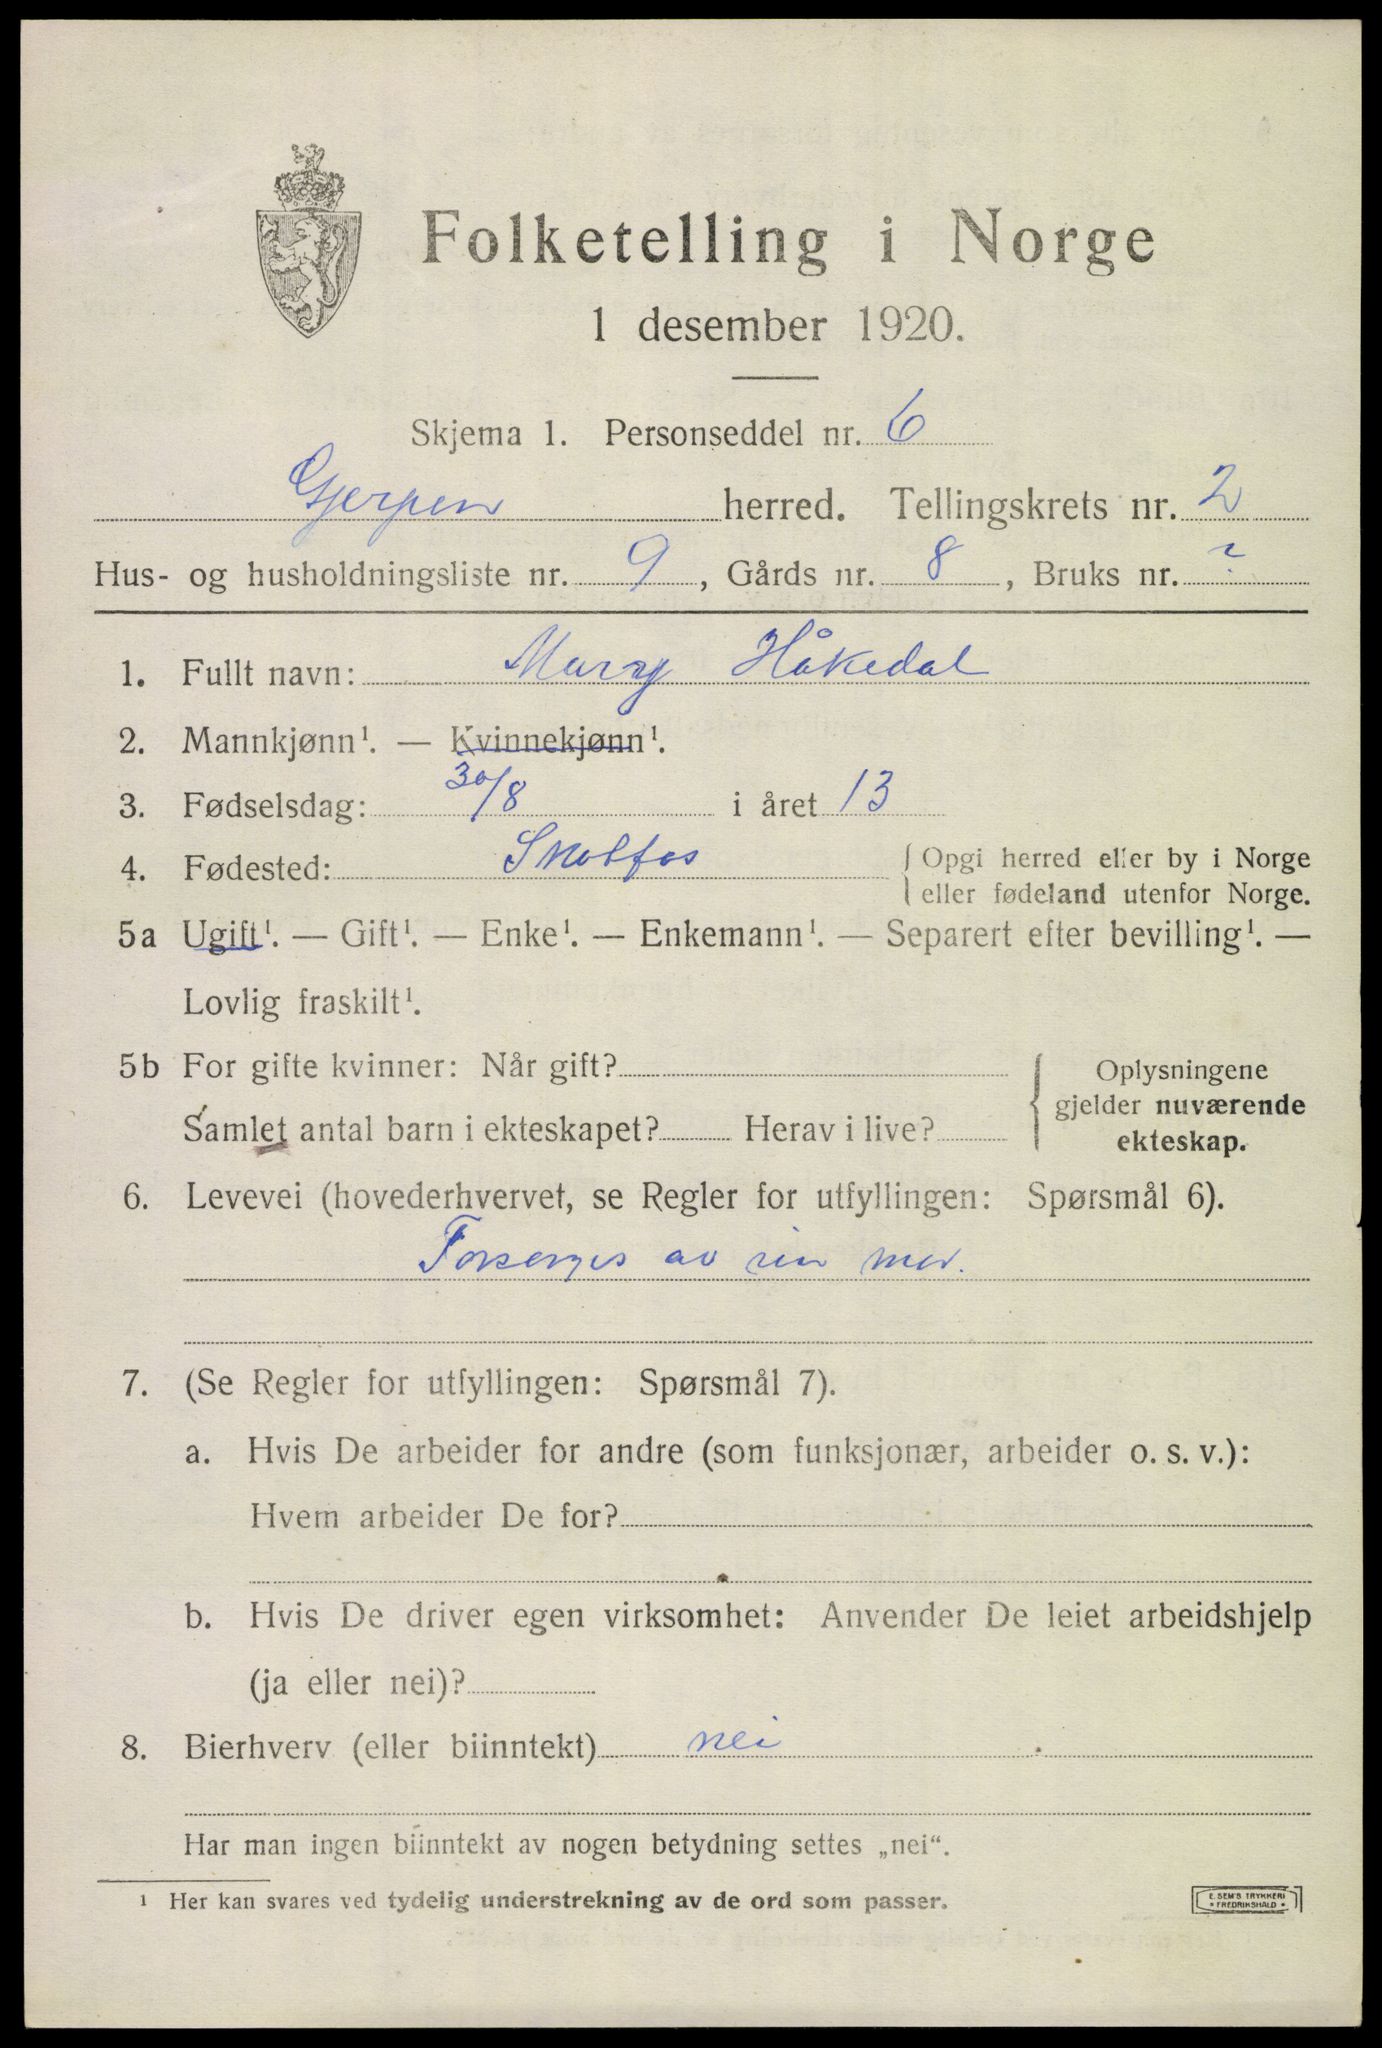 Folketelling i Norge
1 desember 1920.
Skjema 1. Personseddel nr. 6
Gjerpen herred. Tellingskrets nr. 2
Hus- og husholdningsliste nr. 9, Gårds nr. 8, Bruks nr. ?
1. Fullt navn: Marry Håkedal
2. Mannkjønn¹. — Kvinnekjønn¹.
3. Fødselsdag: 30/8 i året 13
4. Fødested: Skotfos { Opgi herred eller by i Norge
eller fødeland utenfor Norge.
5a Ugift¹. — Gift¹. — Enke¹. — Enkemann¹. — Separert efter bevilling¹. —
Lovlig fraskilt¹.
5b For gifte kvinner: Når gift? Oplysningene
gjelder nuværende
Samlet antal barn i ekteskapet? Herav i live? ekteskap.
6. Levevei (hovederhvervet, se Regler for utfyllingen: Spørsmål 6).
Forsørges av sin mor.
7. (Se Regler for utfyllingen: Spørsmål 7).
a. Hvis De arbeider for andre (som funksjonær, arbeider o. s. v.):
Hvem arbeider De for?
b. Hvis De driver egen virksomhet: Anvender De leiet arbeidshjelp
(ja eller nei)?
8. Bierhverv (eller biinntekt) nei
Har man ingen biinntekt av nogen betydning settes „nei“.
¹ Her kan svares ved tydelig understrekning av de ord som passer.
E. SEM'S TRYKKERI
* FREDRIKSHALD *